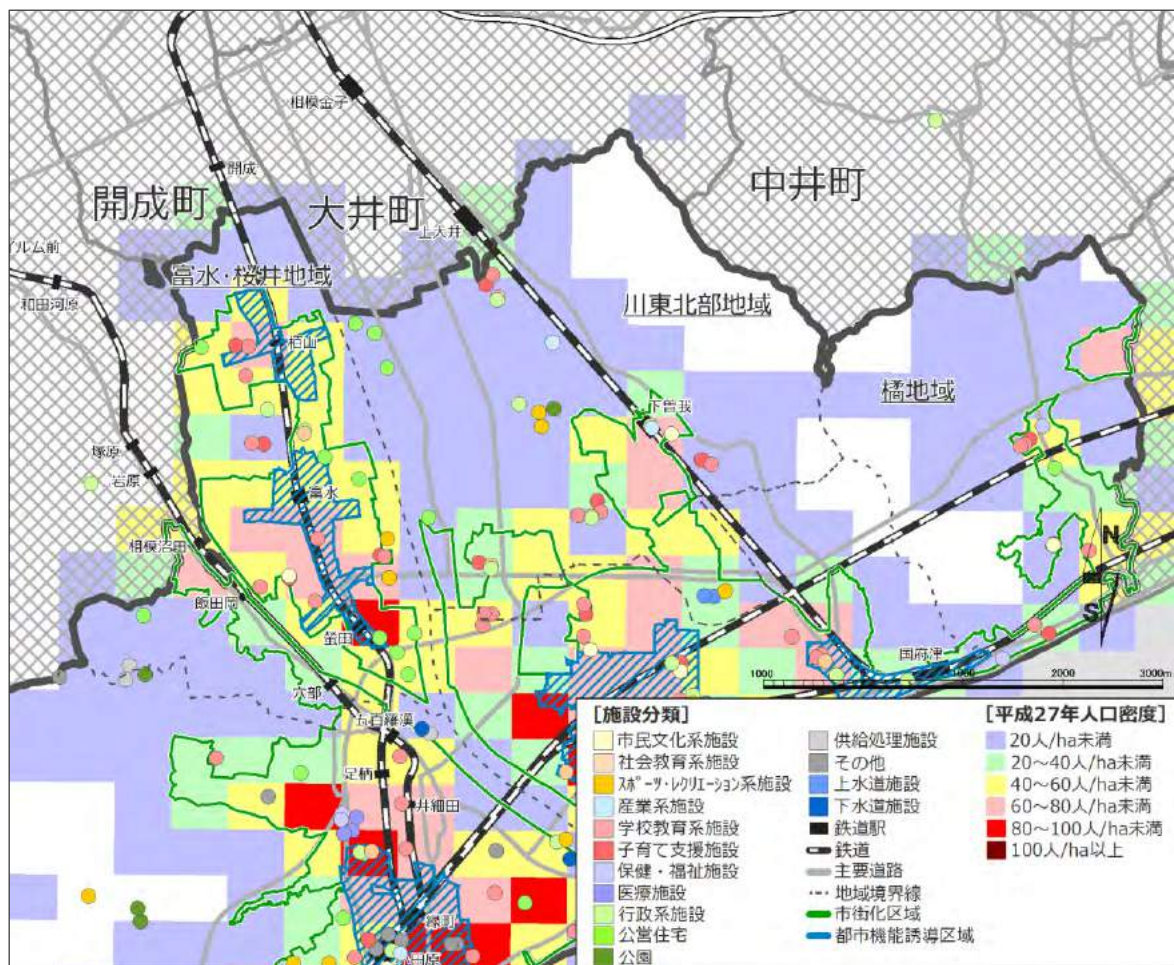 相模金子
開成
開成町
大井町
中井町
上大井
イルム前
富水・桜井地域
和田河原
川東北部地域
栢山
橘地域
下曽我
塚原
岩原
富水
相模沼田
N
飯田岡
S
螢田
国府津
穴部
1000
0
1000
2000
3000m
五百羅漢
足柄
井細田
緑町
小田原
[施設分類]
市民文化系施設
社会教育系施設
スポーツ・レクリエーション系施設
産業系施設
学校教育系施設
子育て支援施設
保健・福祉施設
医療施設
行政系施設
公営住宅
公園
供給処理施設
その他
上水道施設
下水道施設
鉄道駅
鉄道
主要道路
地域境界線
市街化区域
都市機能誘導区域
[平成27年人口密度]
20人/ha未満
20～40人/ha未満
40～60人/ha未満
60～80人/ha未満
80～100人/ha未満
100人/ha以上